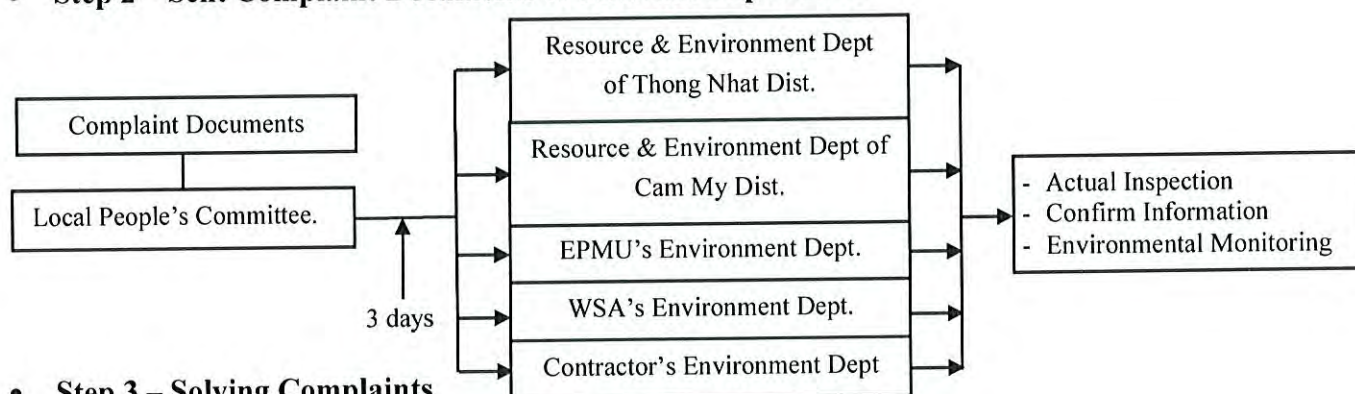 Resource & Environment Dept
of Thong Nhat Dist.
Complaint Documents
Local People's Committee.
3 days
Resource & Environment Dept of
Cam My Dist.
EPMU's Environment Dept.
WSA's Environment Dept.
Contractor's Environment Dept
- Actual Inspection
- Confirm Information
- Environmental Monitoring
• Step 3 – Solving Complaints